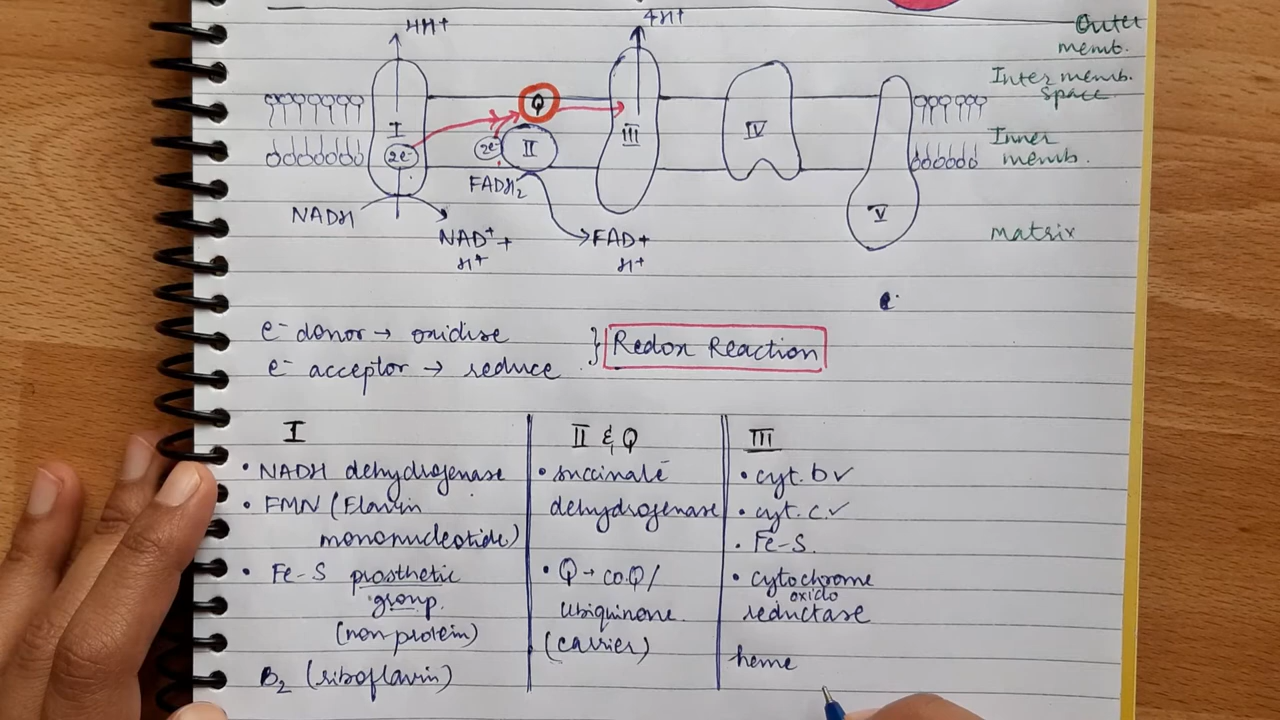 4H+
4H+
Outer
memb.
Inter memb.
space
Q
I
2e-
2e-
II
III
IV
Inner
memb.
FADH2
NADH
V
NAD+ +
H+
FAD+
H+
matrix
e- donor → oxidise
e- acceptor → reduce
} Redox Reaction
I
• NADH dehydrogenase
• FMN (Flavin
mononucleotide)
• Fe-S prosthetic
group.
(non protein)
B2 (riboflavin)
II & Q
• succinate
dehydrogenase
• Q → co.Q/
Ubiquinone.
(carrier)
III
• cyt. b ✓
• cyt. c. ✓
• Fe-S.
• cytochrome
oxido
reductase
heme